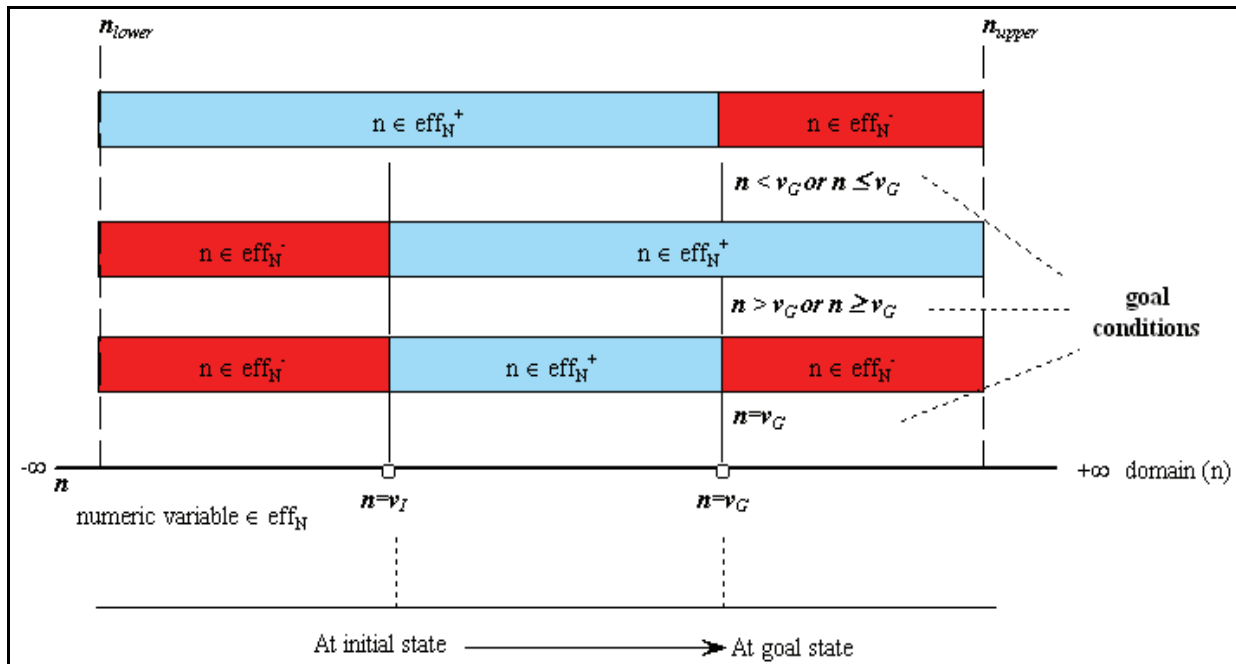 n_lower n_upper
n ∈ eff_N^+ n ∈ eff_N^-
n < v_G or n ≤ v_G
n ∈ eff_N^- n ∈ eff_N^+
n > v_G or n ≥ v_G
goal
conditions
n ∈ eff_N^- n ∈ eff_N^+ n ∈ eff_N^-
n=v_G
-∞ +∞ domain (n)
n
n=v_I n=v_G
numeric variable ∈ eff_N
At initial state At goal state